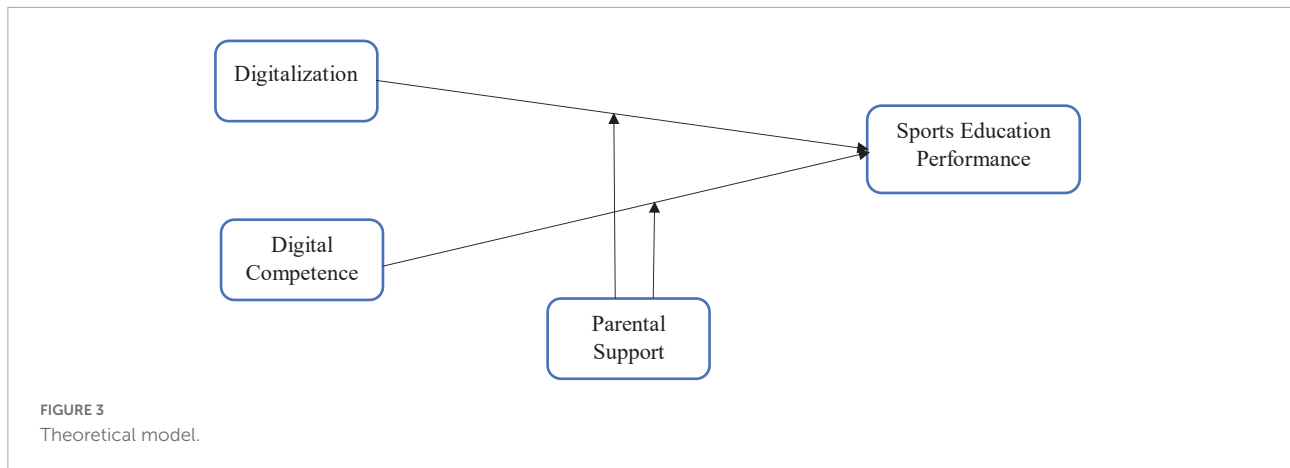 Digitalization
Sports Education
Performance
Digital
Competence
Parental
Support
FIGURE 3
Theoretical model.